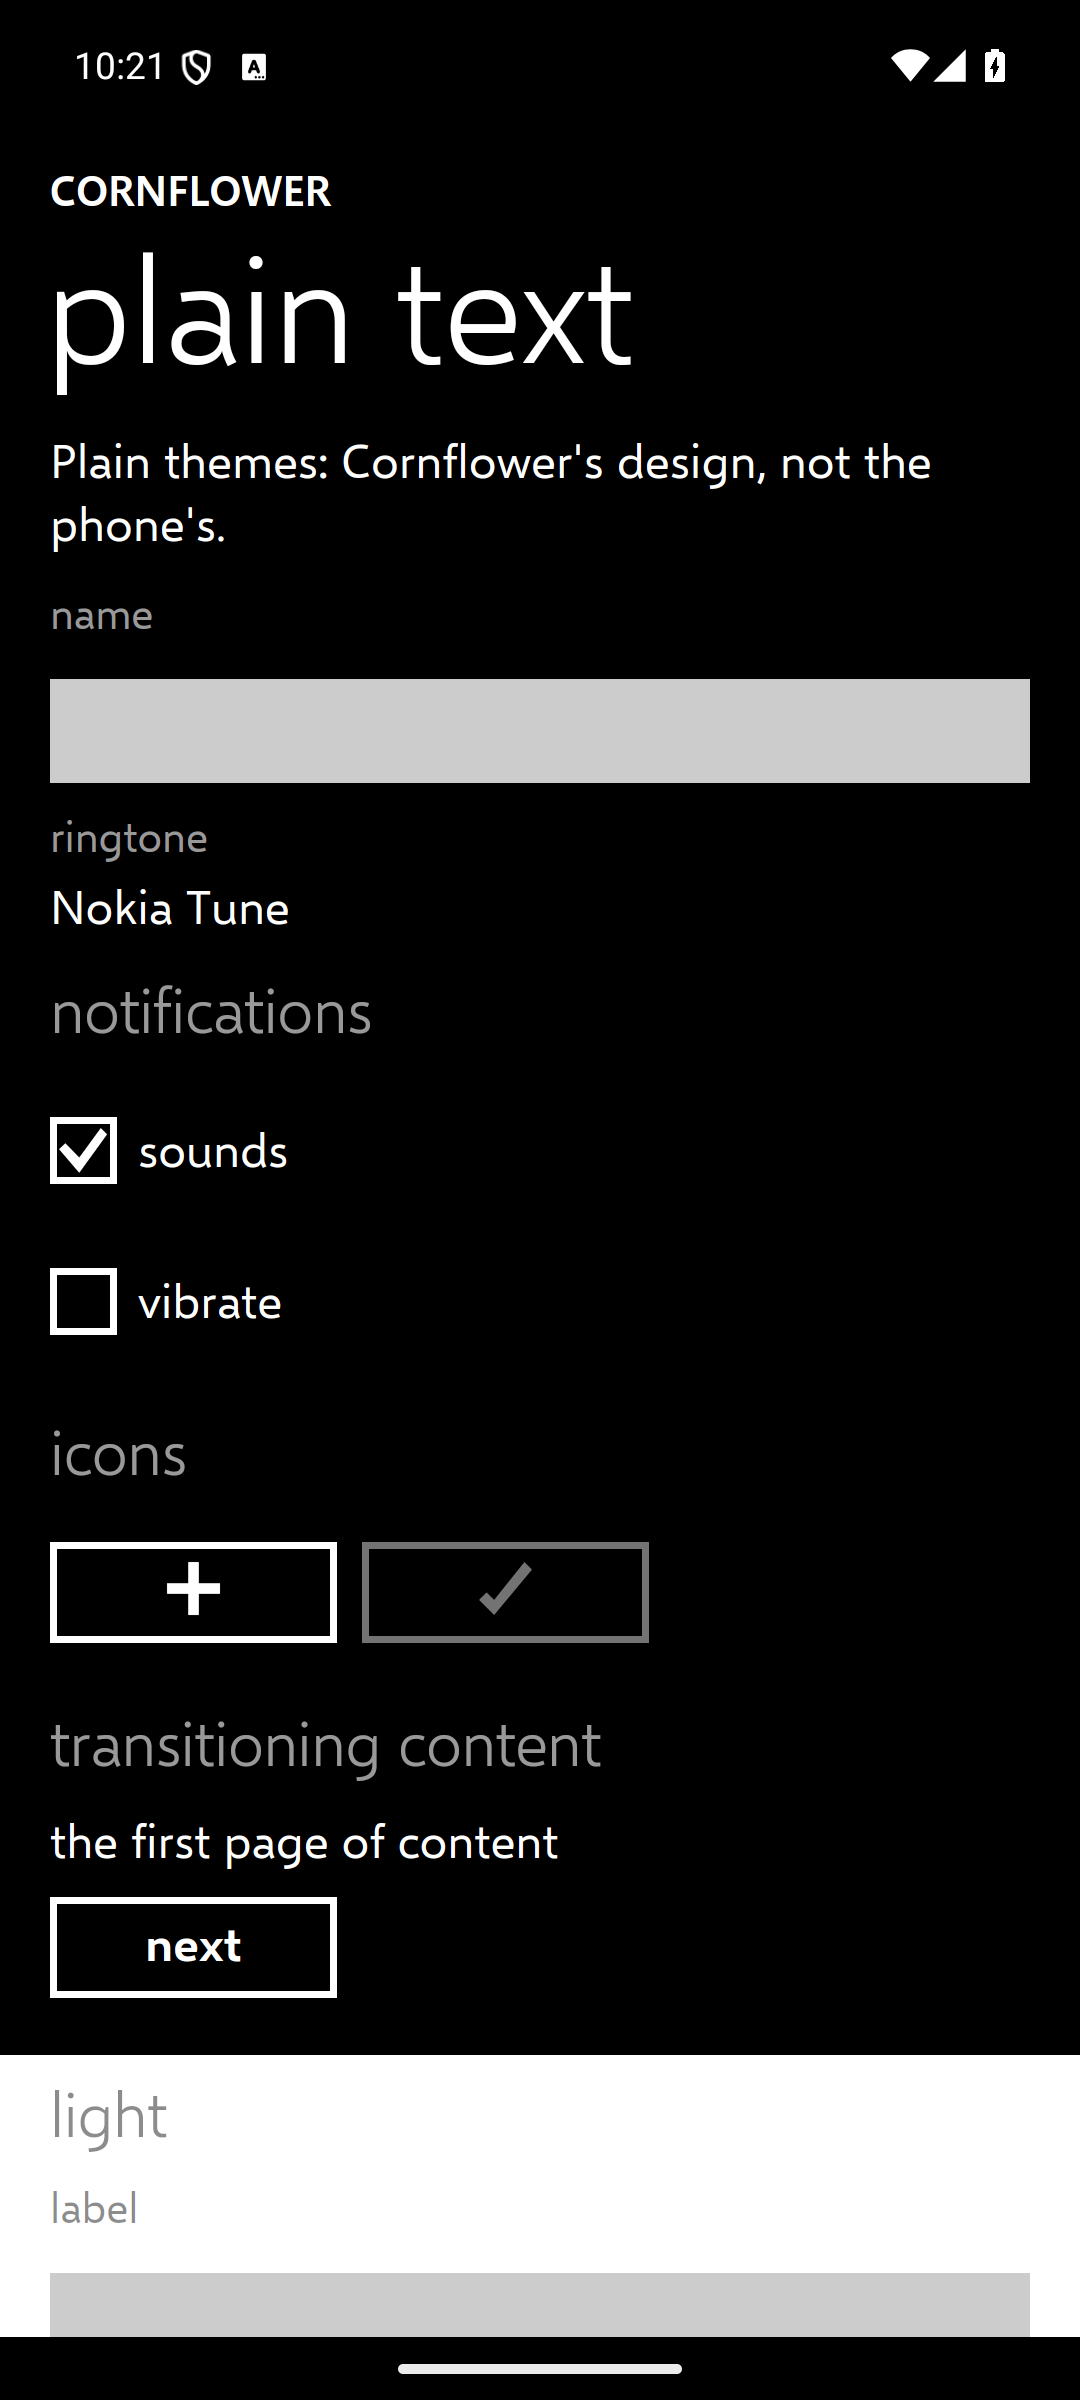 10:21
CORNFLOWER
plain text
Plain themes: Cornflower's design, not the
phone's.
name
ringtone
Nokia Tune
notifications
sounds
vibrate
icons
transitioning content
the first page of content
next
light
label